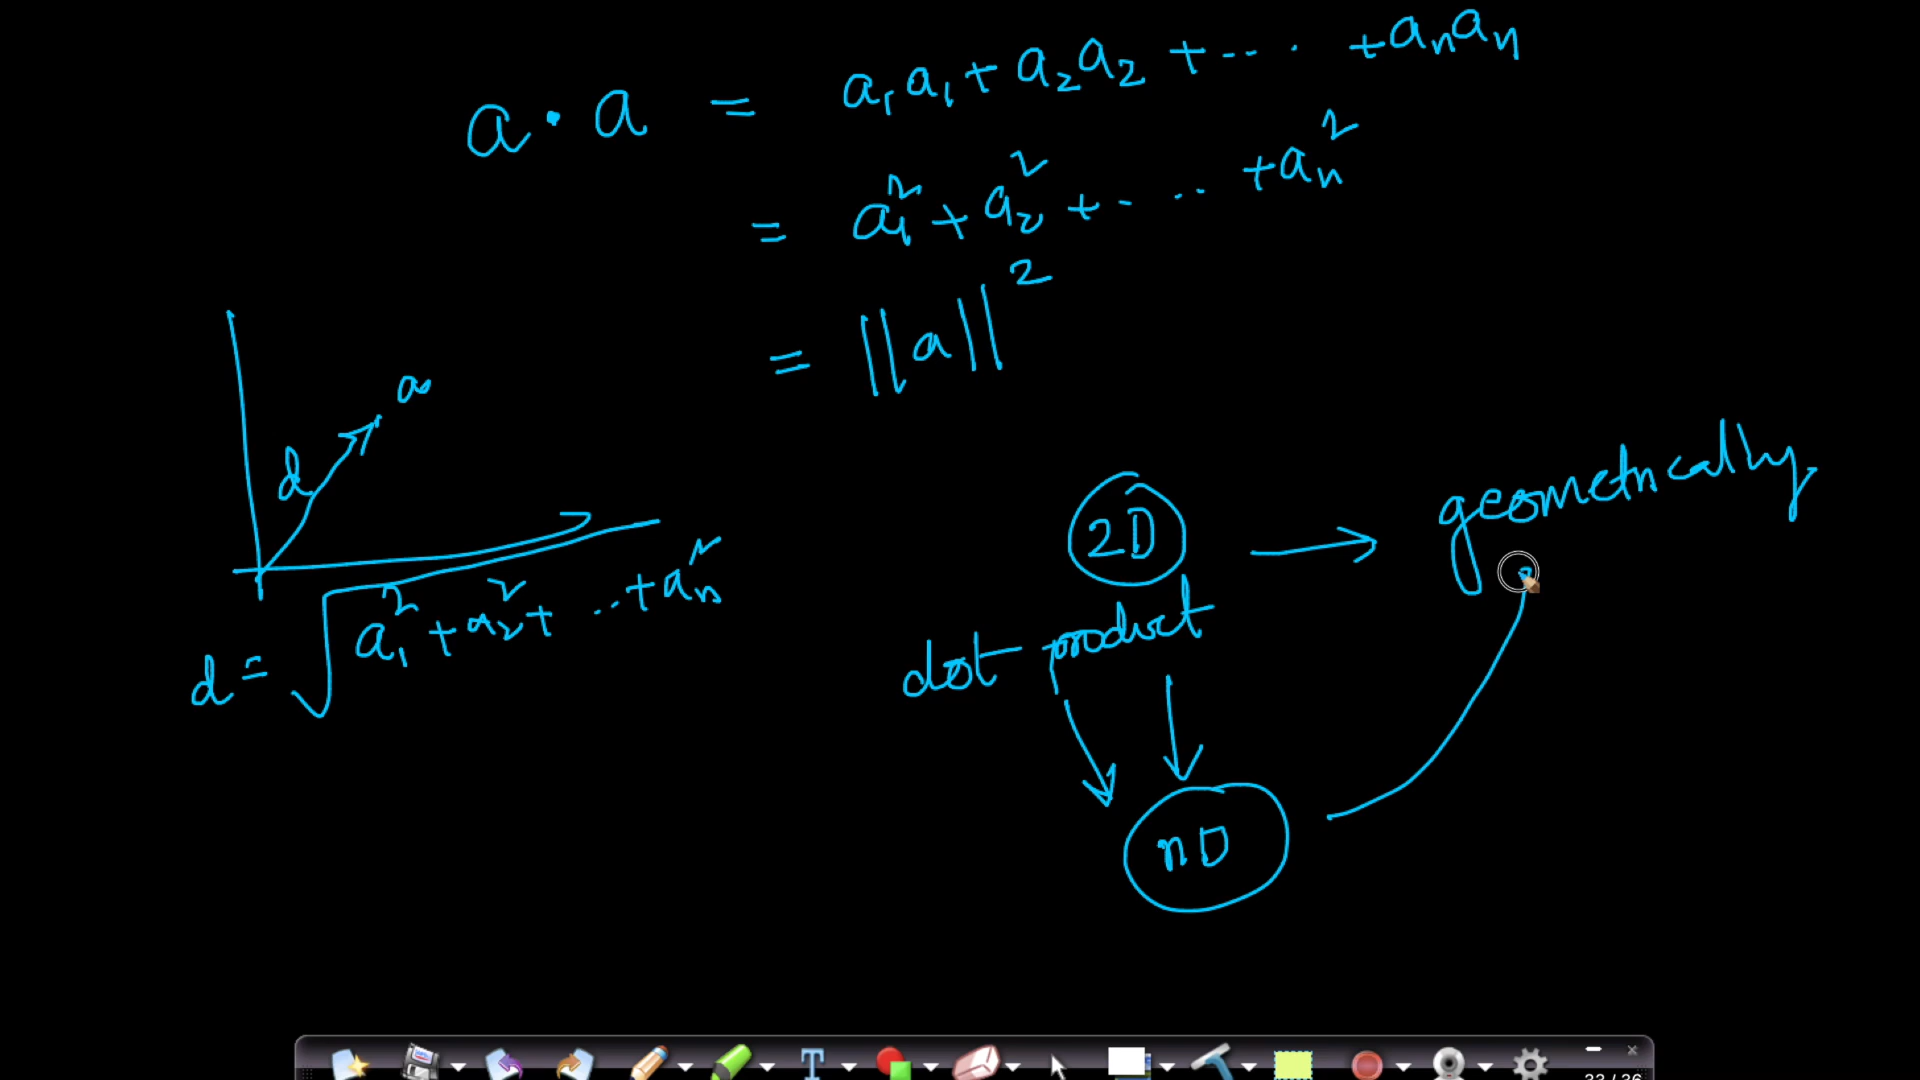 a · a = a₁a₁ + a₂a₂ + ... . + aₙaₙ
= a₁² + a₂² + . .. + aₙ²
= ||a||²
a
d
d = √a₁² + a₂² + ... + aₙ²
2D → geometrically
dot product
nD